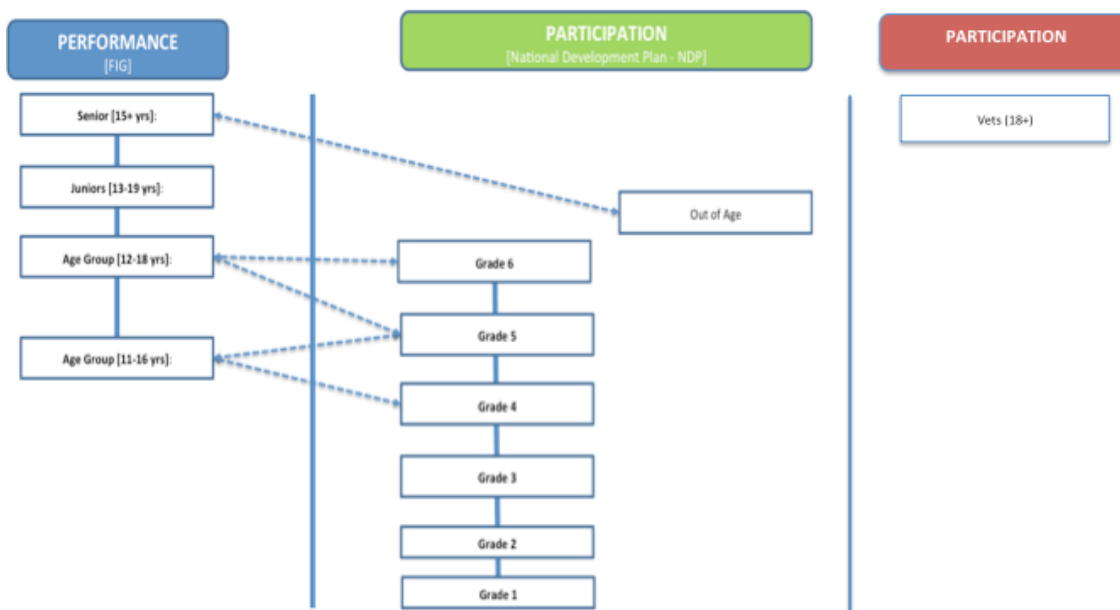 PERFORMANCE
[FIG]
PARTICIPATION
[National Development Plan - NDP]
PARTICIPATION
Senior [15+ yrs]:
Juniors [13-19 yrs]:
Age Group [12-18 yrs]:
Age Group [11-16 yrs]:
Out of Age
Grade 6
Grade 5
Grade 4
Grade 3
Grade 2
Grade 1
Vets (18+)